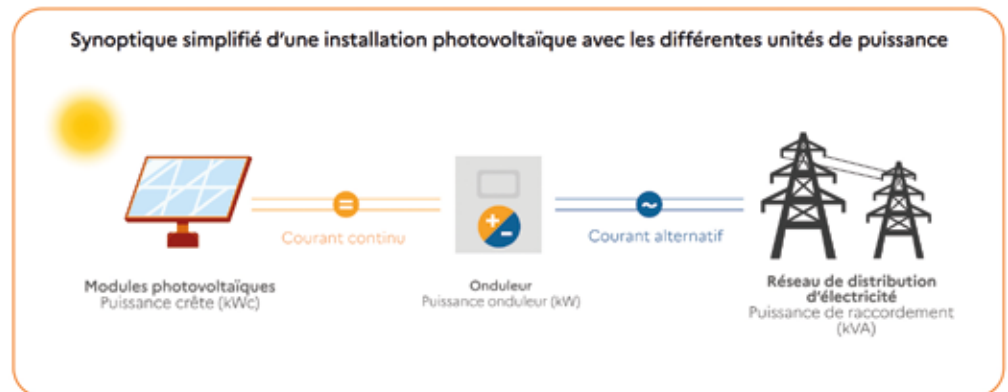 Synoptique simplifié d'une installation photovoltaïque avec les différentes unités de puissance
=
Courant continu
+
-
~
Courant alternatif
Modules photovoltaïques
Puissance crête (kWc)
Onduleur
Puissance onduleur (kW)
Réseau de distribution
d'électricité
Puissance de raccordement
(kVA)